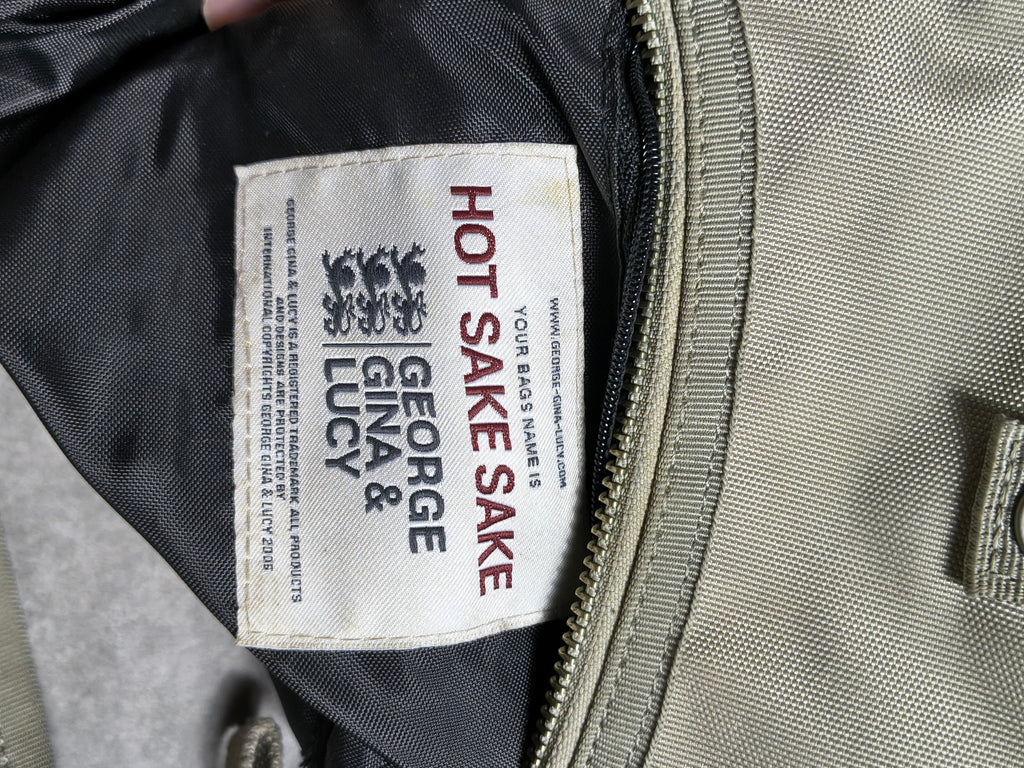 WWW.GEORGE-GINA-LUCY.COM
YOUR BAGS NAME IS
HOT SAKE SAKE
GEORGE
GINA &
LUCY
GEORGE GINA & LUCY IS A REGISTERED TRADEMARK ALL PRODUCTS
AND DESIGNS ARE PROTECTED BY
INTERNATIONAL COPYRIGHTS GEORGE GINA & LUCY 2006